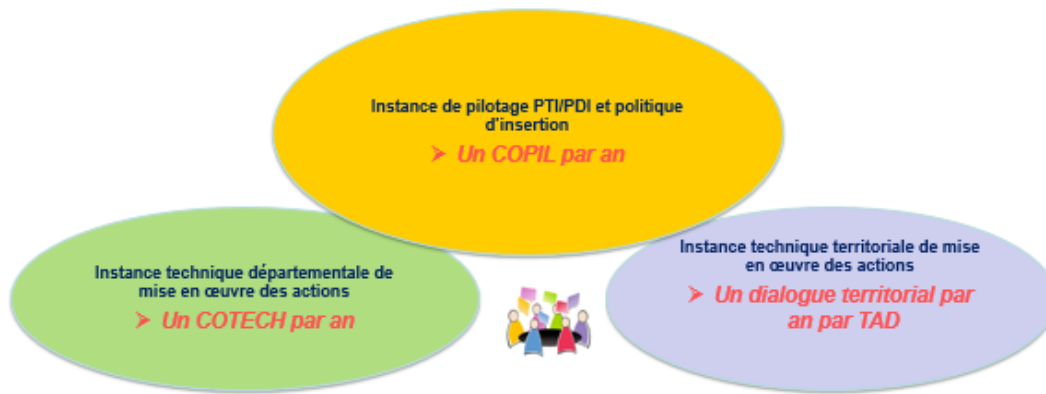 Instance de pilotage PTI/PDI et politique
d'insertion
➢ Un COPIL par an
Instance technique départementale de
mise en œuvre des actions
➢ Un COTECH par an
Instance technique territoriale de mise
en œuvre des actions
➢ Un dialogue territorial par
an par TAD